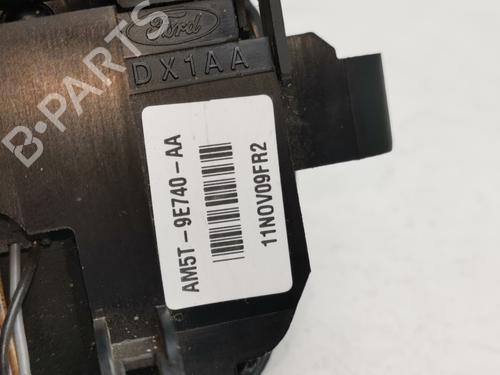 Ford
DX1AA
AM5T-9E740-AA
11NOV09FR2
B-PARTS